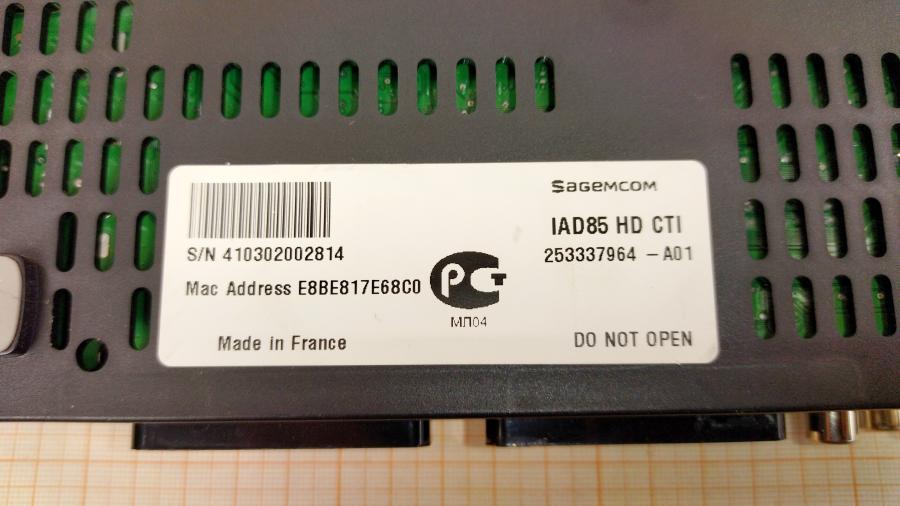 SAGEMCOM
IAD85 HD CTI
S/N 410302002814
253337964 – A01
Mac Address E8BE817E68C0
РСТ
МЛ04
Made in France
DO NOT OPEN